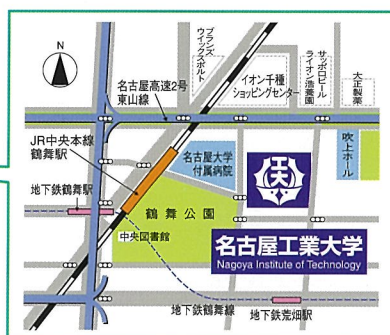 N
ブランズ
ウイックスポルト
サッポロビール
ライオン浩養園
大正製薬
名古屋高速2号
東山線
イオン千種
ショッピングセンター
JR中央本線
鶴舞駅
名古屋大学
付属病院
吹上ホール
地下鉄鶴舞駅
鶴舞公園
中央図書館
名古屋工業大学
Nagoya Institute of Technology
地下鉄鶴舞線
地下鉄荒畑駅